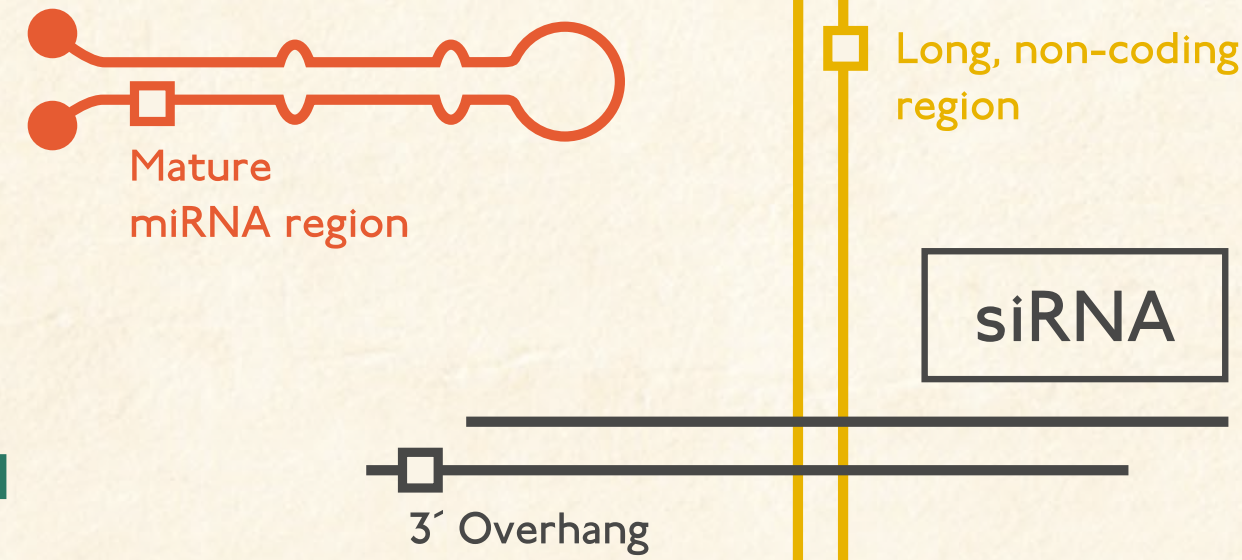 Long, non-coding
region
Mature
miRNA region
siRNA
3´ Overhang